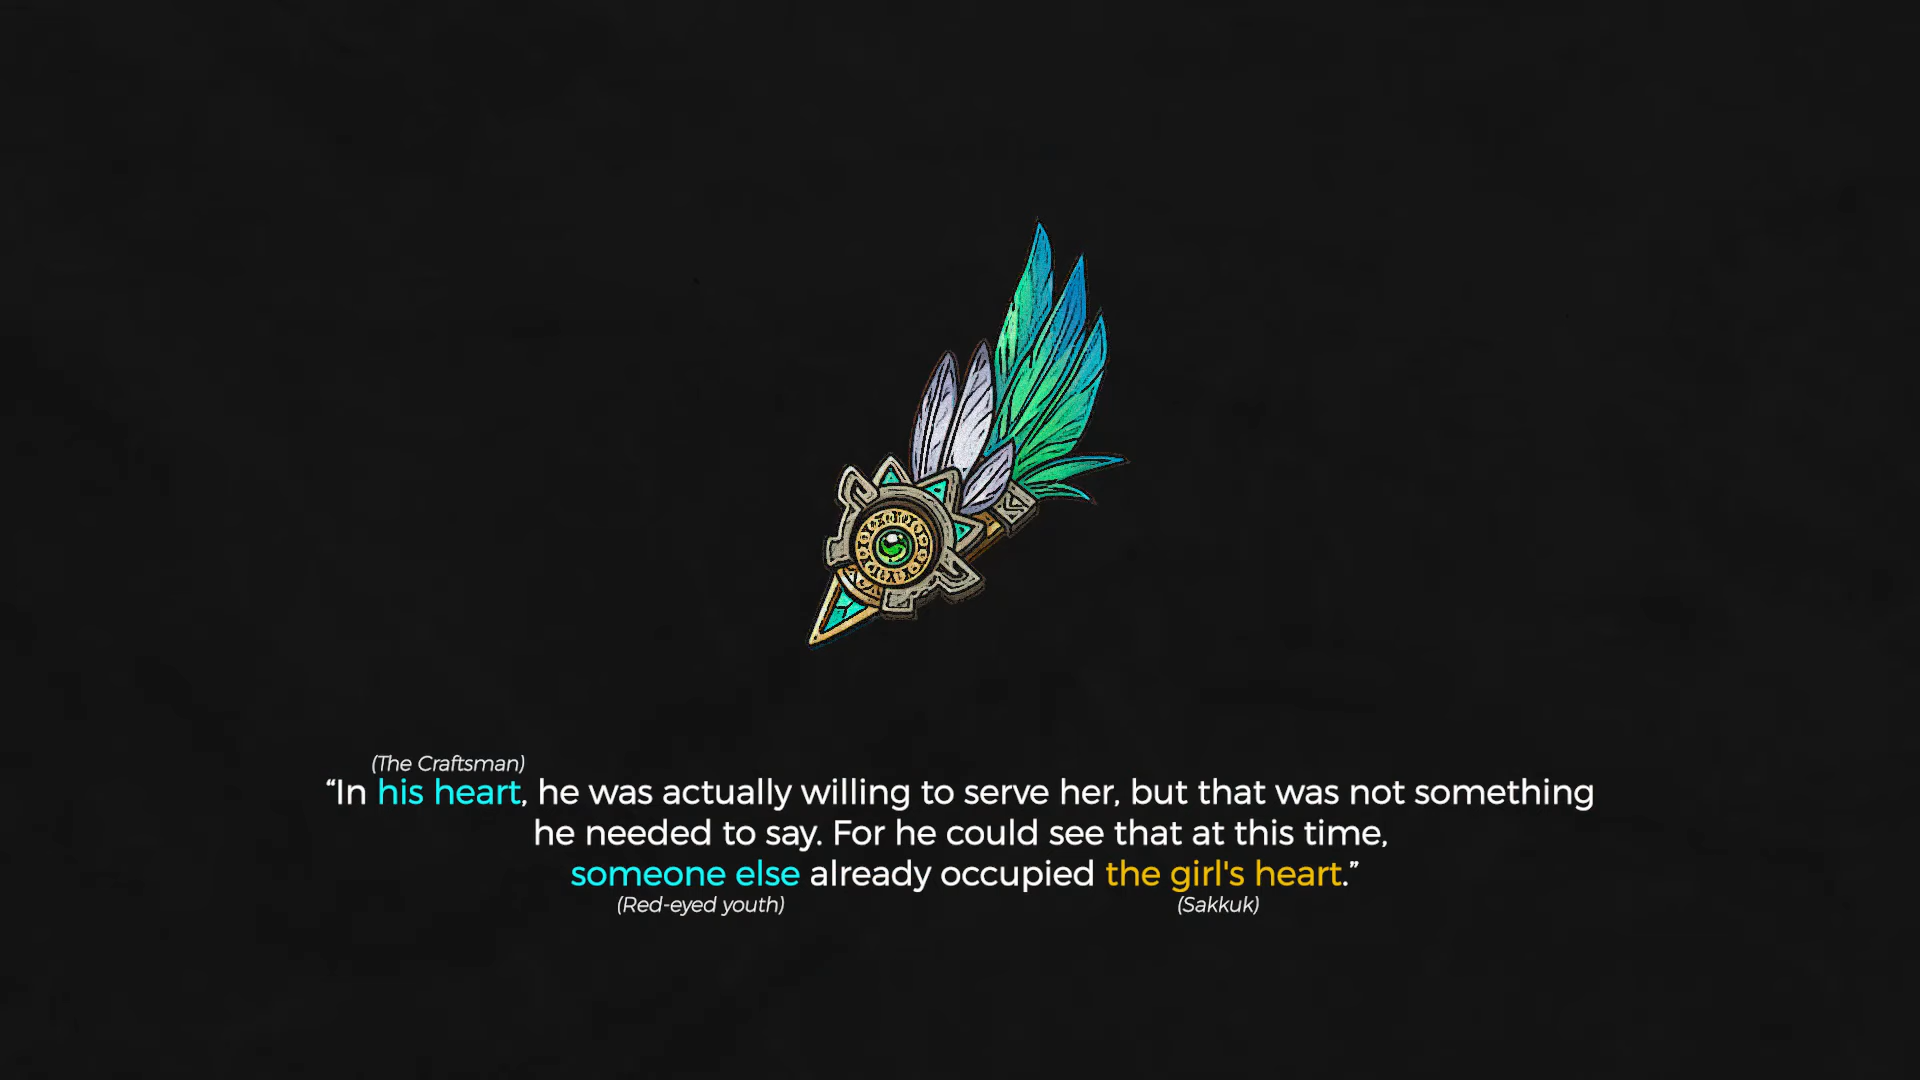 (The Craftsman)
“In his heart, he was actually willing to serve her, but that was not something
he needed to say. For he could see that at this time,
someone else already occupied the girl's heart.”
(Red-eyed youth) (Sakkuk)